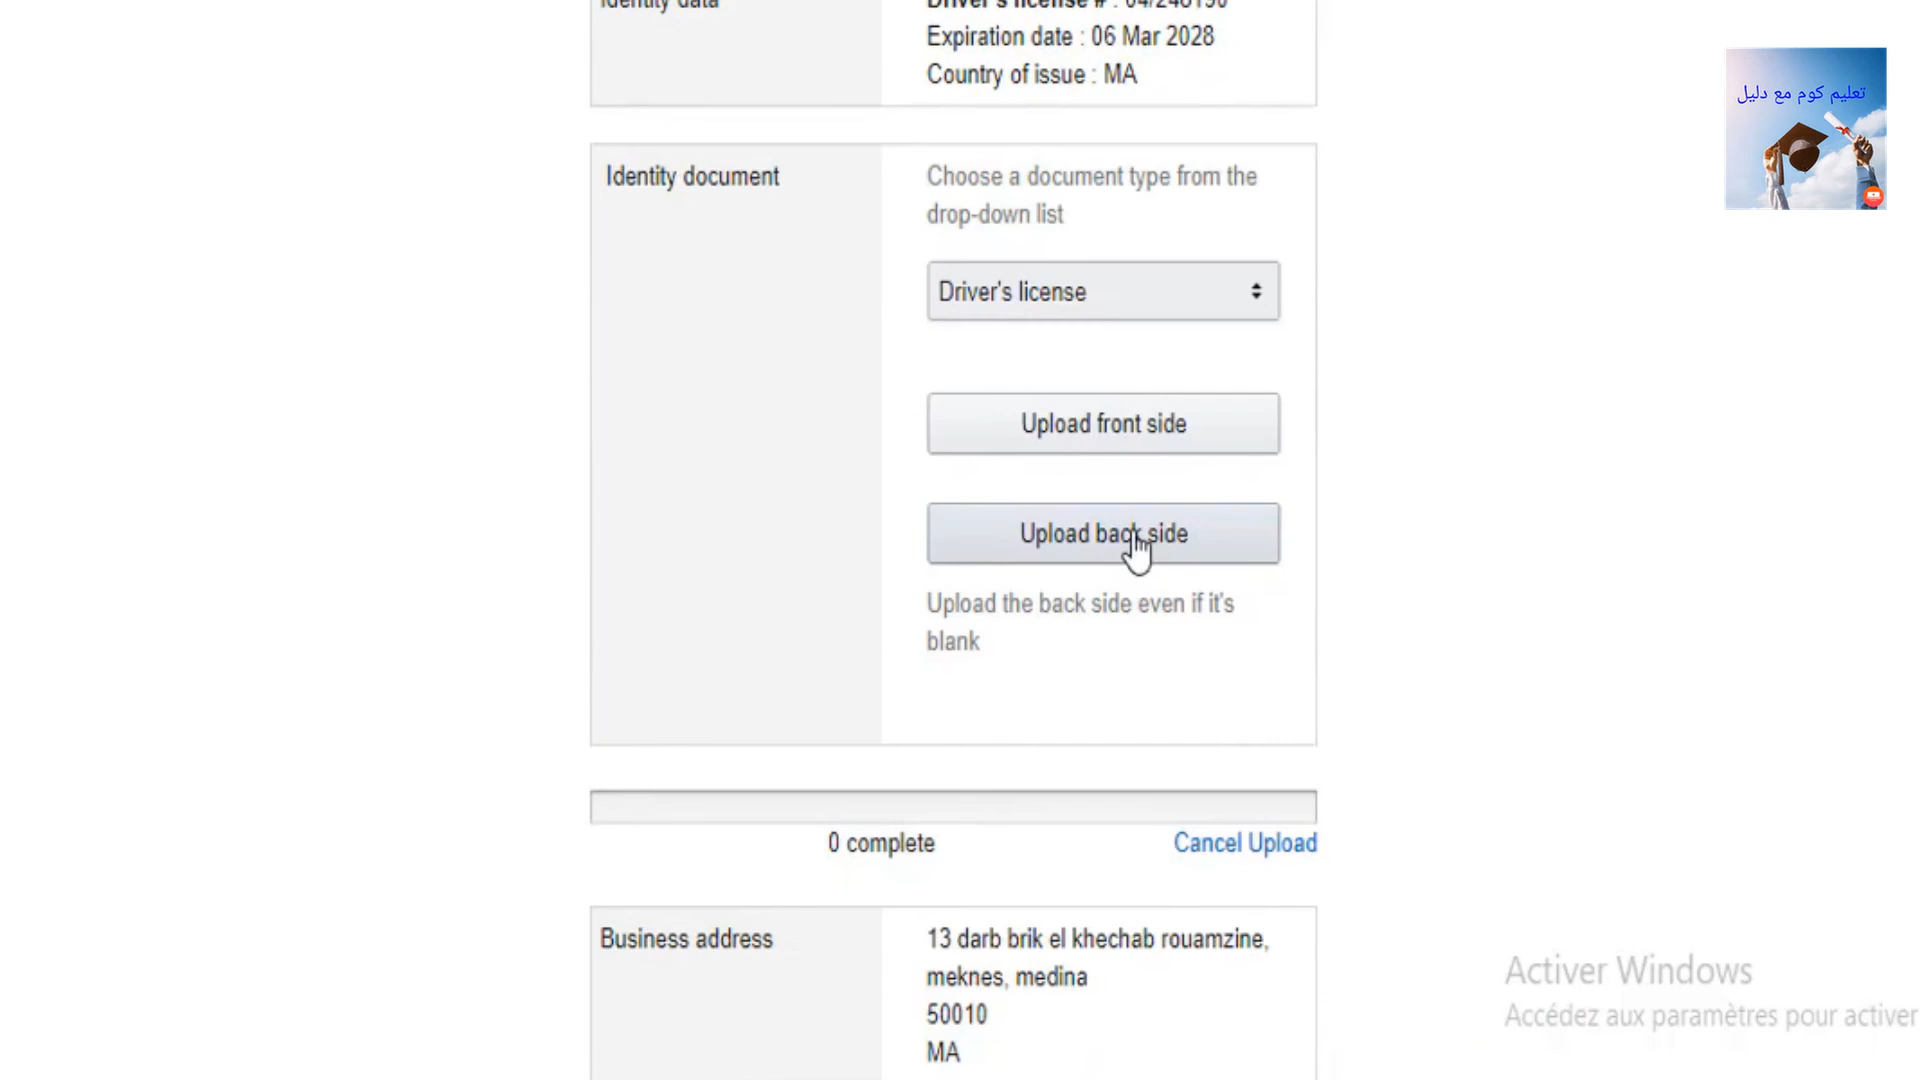 Identity data
Driver's license # : 04/248190
Expiration date : 06 Mar 2028
Country of issue : MA
Identity document
Choose a document type from the
drop-down list
Driver's license
Upload front side
Upload back side
Upload the back side even if it's
blank
0 complete
Cancel Upload
Business address
13 darb brik el khechab rouamzine,
meknes, medina
50010
MA
تعليم كوم مع دليل
Activer Windows
Accédez aux paramètres pour activer